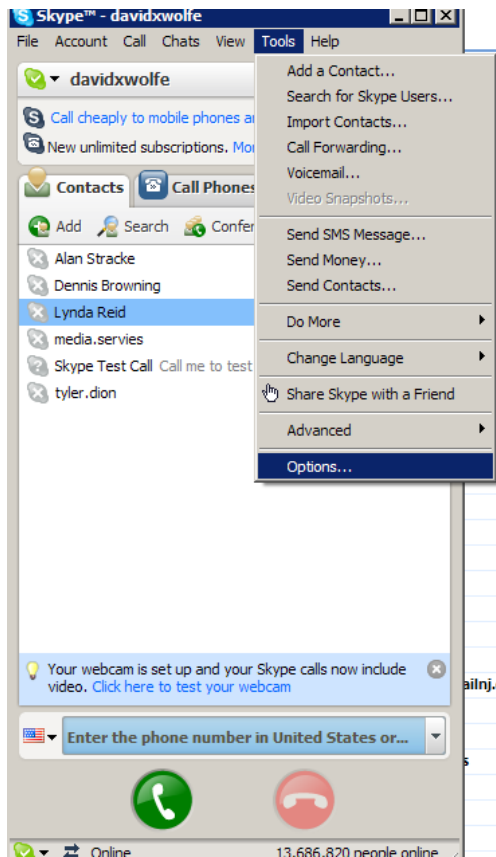 Skype™ - davidxwolfe
File Account Call Chats View Tools Help
davidxwolfe
Call cheaply to mobile phones a
New unlimited subscriptions. Mo
Contacts Call Phones
Add Search Confer
Alan Stracke
Dennis Browning
Lynda Reid
media.servies
Skype Test Call Call me to test
tyler.dion
Add a Contact...
Search for Skype Users...
Import Contacts...
Call Forwarding...
Voicemail...
Video Snapshots...
Send SMS Message...
Send Money...
Send Contacts...
Do More
Change Language
Share Skype with a Friend
Advanced
Options...
Your webcam is set up and your Skype calls now include
video. Click here to test your webcam
ailnj.
Enter the phone number in United States or...
s
Online 13,686,820 people online